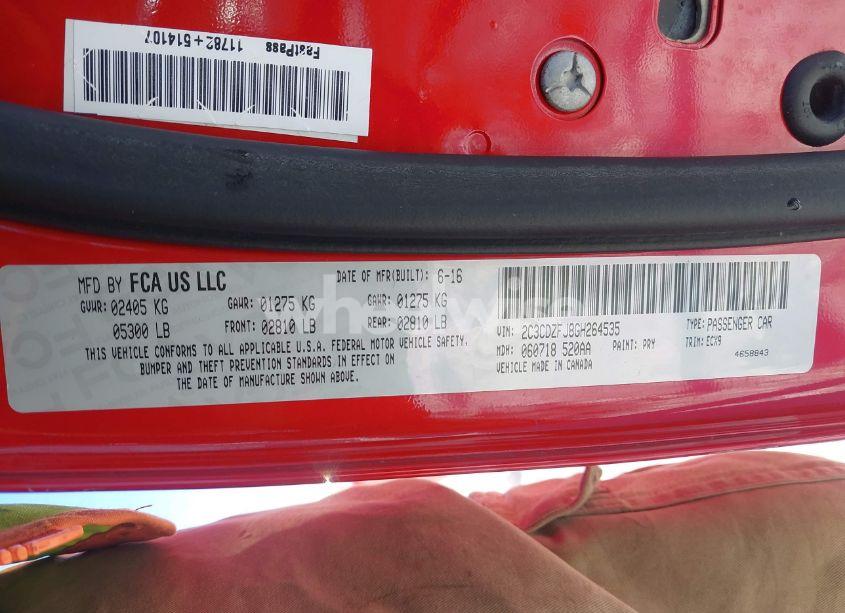 FastPass
11782+514107
MFD BY FCA US LLC
DATE OF MFR(BUILT): 6-16
GVWR: 02405 KG GAWR: 01275 KG GAWR: 01275 KG
05300 LB FRONT: 02810 LB REAR: 02810 LB
THIS VEHICLE CONFORMS TO ALL APPLICABLE U.S.A. FEDERAL MOTOR VEHICLE SAFETY,
BUMPER AND THEFT PREVENTION STANDARDS IN EFFECT ON
THE DATE OF MANUFACTURE SHOWN ABOVE.
VIN: 2C3CDZFJ8GH264535 TYPE: PASSENGER CAR
MDH: 060718 520AA PAINT: PRY TRIM: ECX9
VEHICLE MADE IN CANADA 4658843